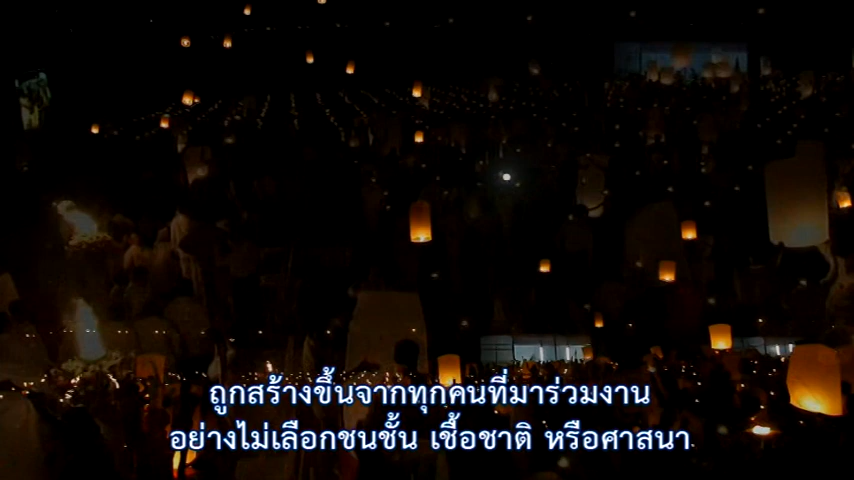 ถูกสร้างขึ้นจากทุกคนที่มาร่วมงาน
อย่างไม่เลือกชนชั้น เชื้อชาติ หรือศาสนา